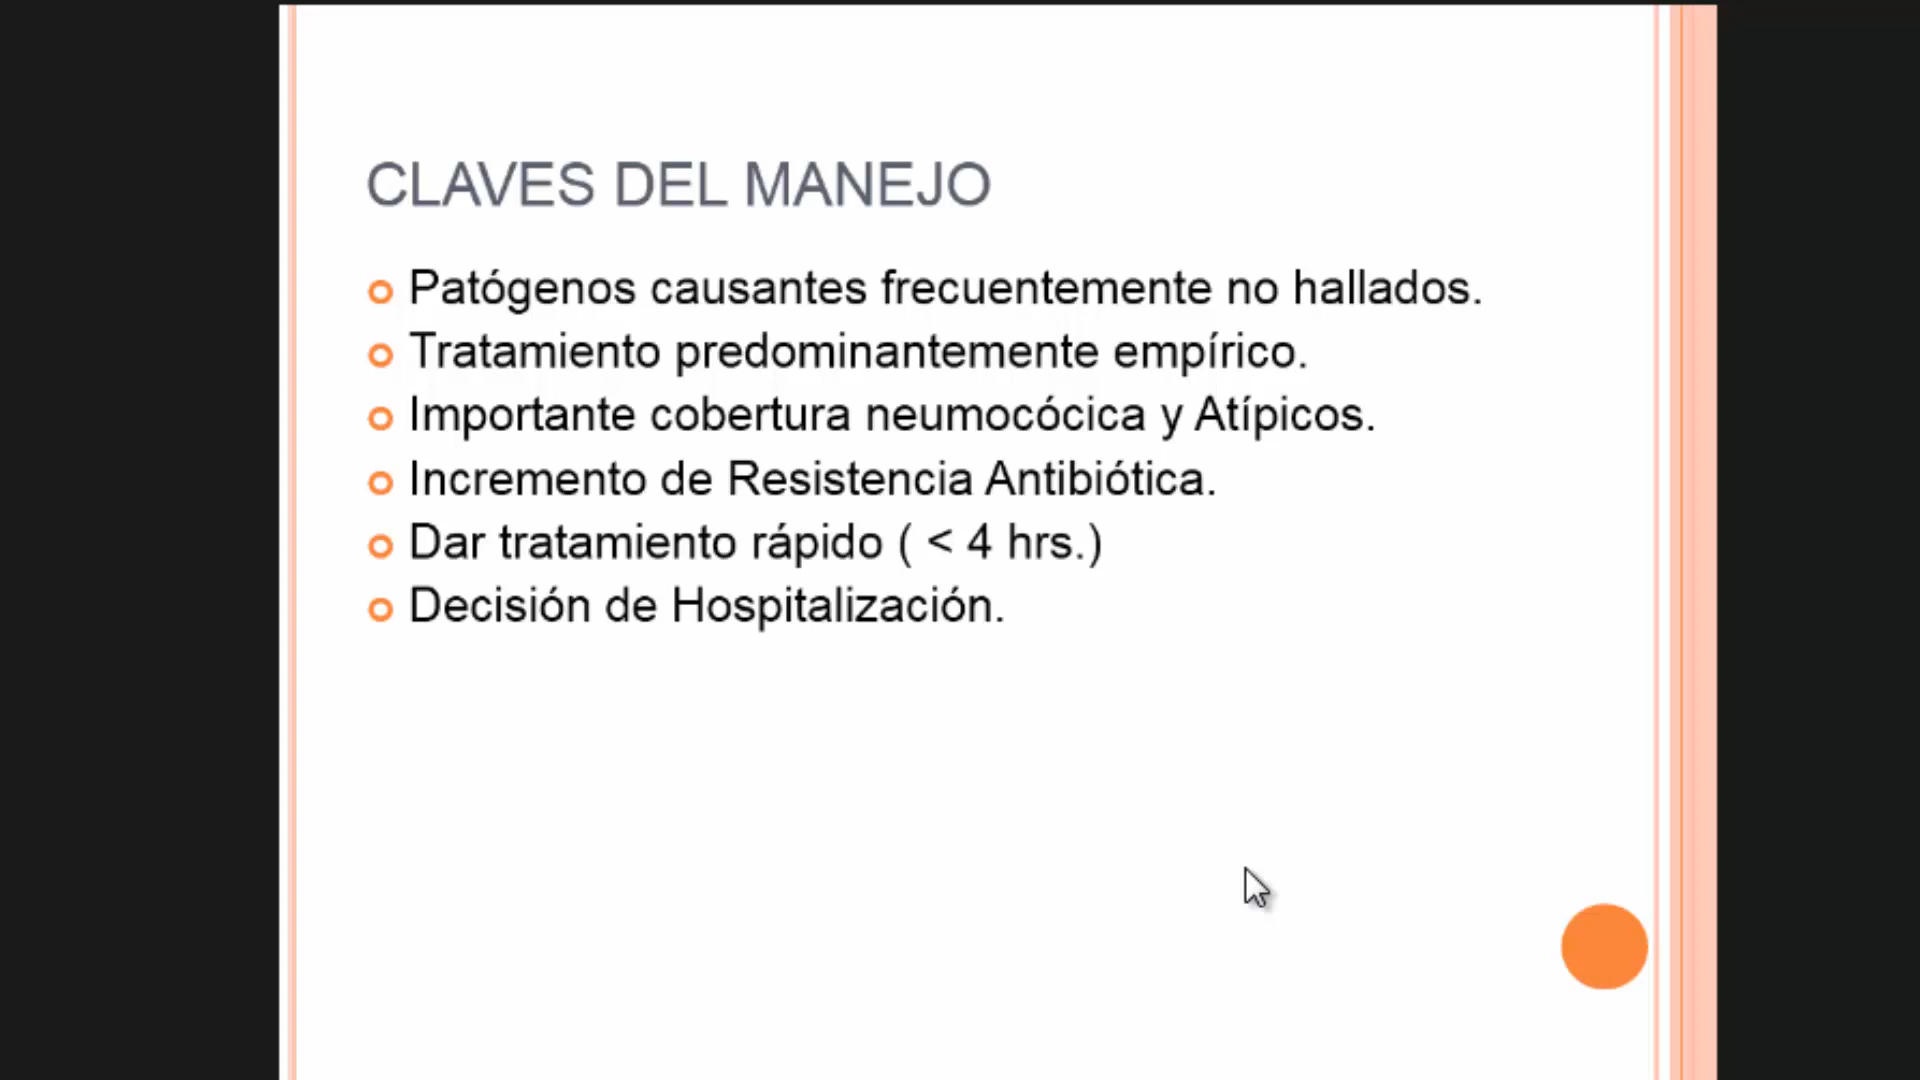 CLAVES DEL MANEJO
Patógenos causantes frecuentemente no hallados.
Tratamiento predominantemente empírico.
Importante cobertura neumocócica y Atípicos.
Incremento de Resistencia Antibiótica.
Dar tratamiento rápido ( < 4 hrs.)
Decisión de Hospitalización.